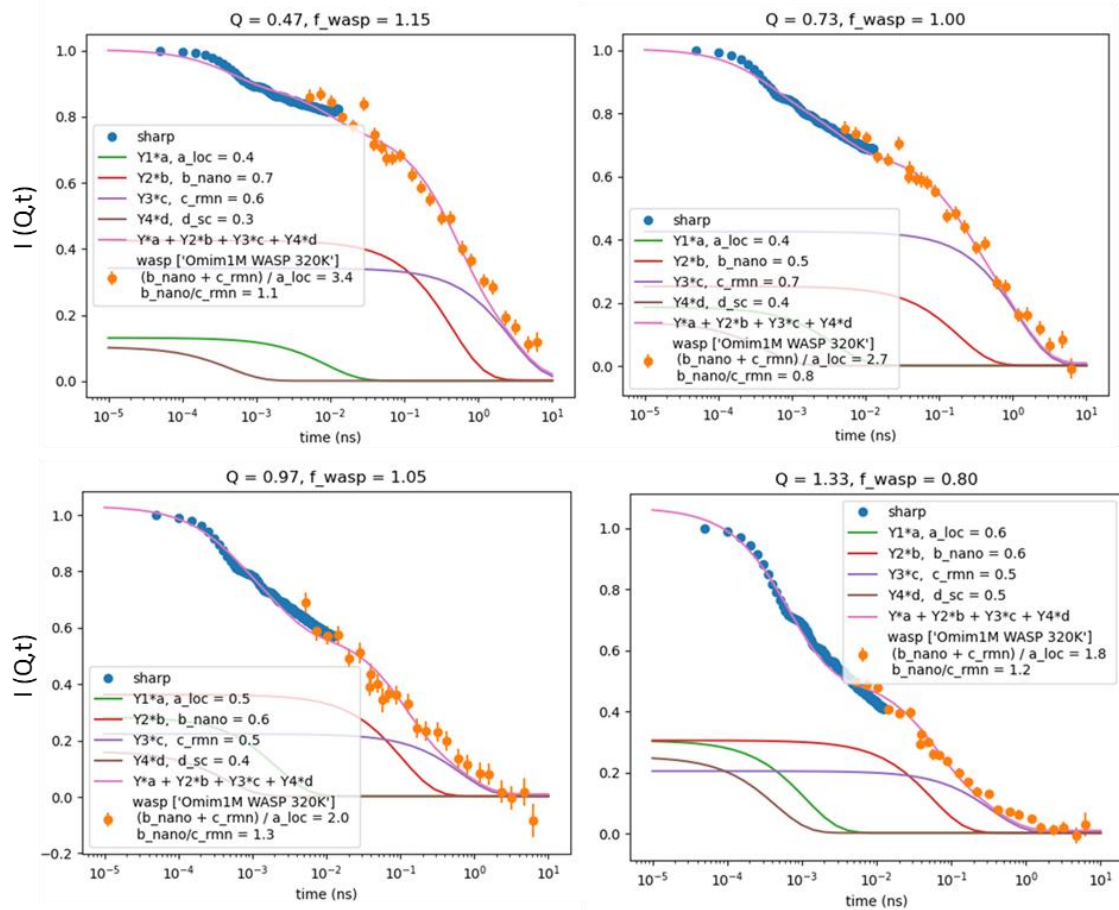 Q = 0.47, f_wasp = 1.15
1.0
0.8
0.6
0.4
0.2
0.0
sharp
Y1*a, a_loc = 0.4
Y2*b,  b_nano = 0.7
Y3*c,  c_rmn = 0.6
Y4*d,  d_sc = 0.3
Y*a + Y2*b + Y3*c + Y4*d
wasp ['Omim1M WASP 320K']
(b_nano + c_rmn) / a_loc = 3.4
b_nano/c_rmn = 1.1
10⁻⁵ 10⁻⁴ 10⁻³ 10⁻² 10⁻¹ 10⁰ 10¹
time (ns)
I (Q,t)
Q = 0.73, f_wasp = 1.00
1.0
0.8
0.6
0.4
0.2
0.0
sharp
Y1*a, a_loc = 0.4
Y2*b,  b_nano = 0.5
Y3*c,  c_rmn = 0.7
Y4*d,  d_sc = 0.4
Y*a + Y2*b + Y3*c + Y4*d
wasp ['Omim1M WASP 320K']
(b_nano + c_rmn) / a_loc = 2.7
b_nano/c_rmn = 0.8
10⁻⁵ 10⁻⁴ 10⁻³ 10⁻² 10⁻¹ 10⁰ 10¹
time (ns)
Q = 0.97, f_wasp = 1.05
1.0
0.8
0.6
0.4
0.2
0.0
−0.2
sharp
Y1*a, a_loc = 0.5
Y2*b,  b_nano = 0.6
Y3*c,  c_rmn = 0.5
Y4*d,  d_sc = 0.4
Y*a + Y2*b + Y3*c + Y4*d
wasp ['Omim1M WASP 320K']
(b_nano + c_rmn) / a_loc = 2.0
b_nano/c_rmn = 1.3
10⁻⁵ 10⁻⁴ 10⁻³ 10⁻² 10⁻¹ 10⁰ 10¹
time (ns)
I (Q,t)
Q = 1.33, f_wasp = 0.80
1.0
0.8
0.6
0.4
0.2
0.0
sharp
Y1*a, a_loc = 0.6
Y2*b,  b_nano = 0.6
Y3*c,  c_rmn = 0.5
Y4*d,  d_sc = 0.5
Y*a + Y2*b + Y3*c + Y4*d
wasp ['Omim1M WASP 320K']
(b_nano + c_rmn) / a_loc = 1.8
b_nano/c_rmn = 1.2
10⁻⁵ 10⁻⁴ 10⁻³ 10⁻² 10⁻¹ 10⁰ 10¹
time (ns)